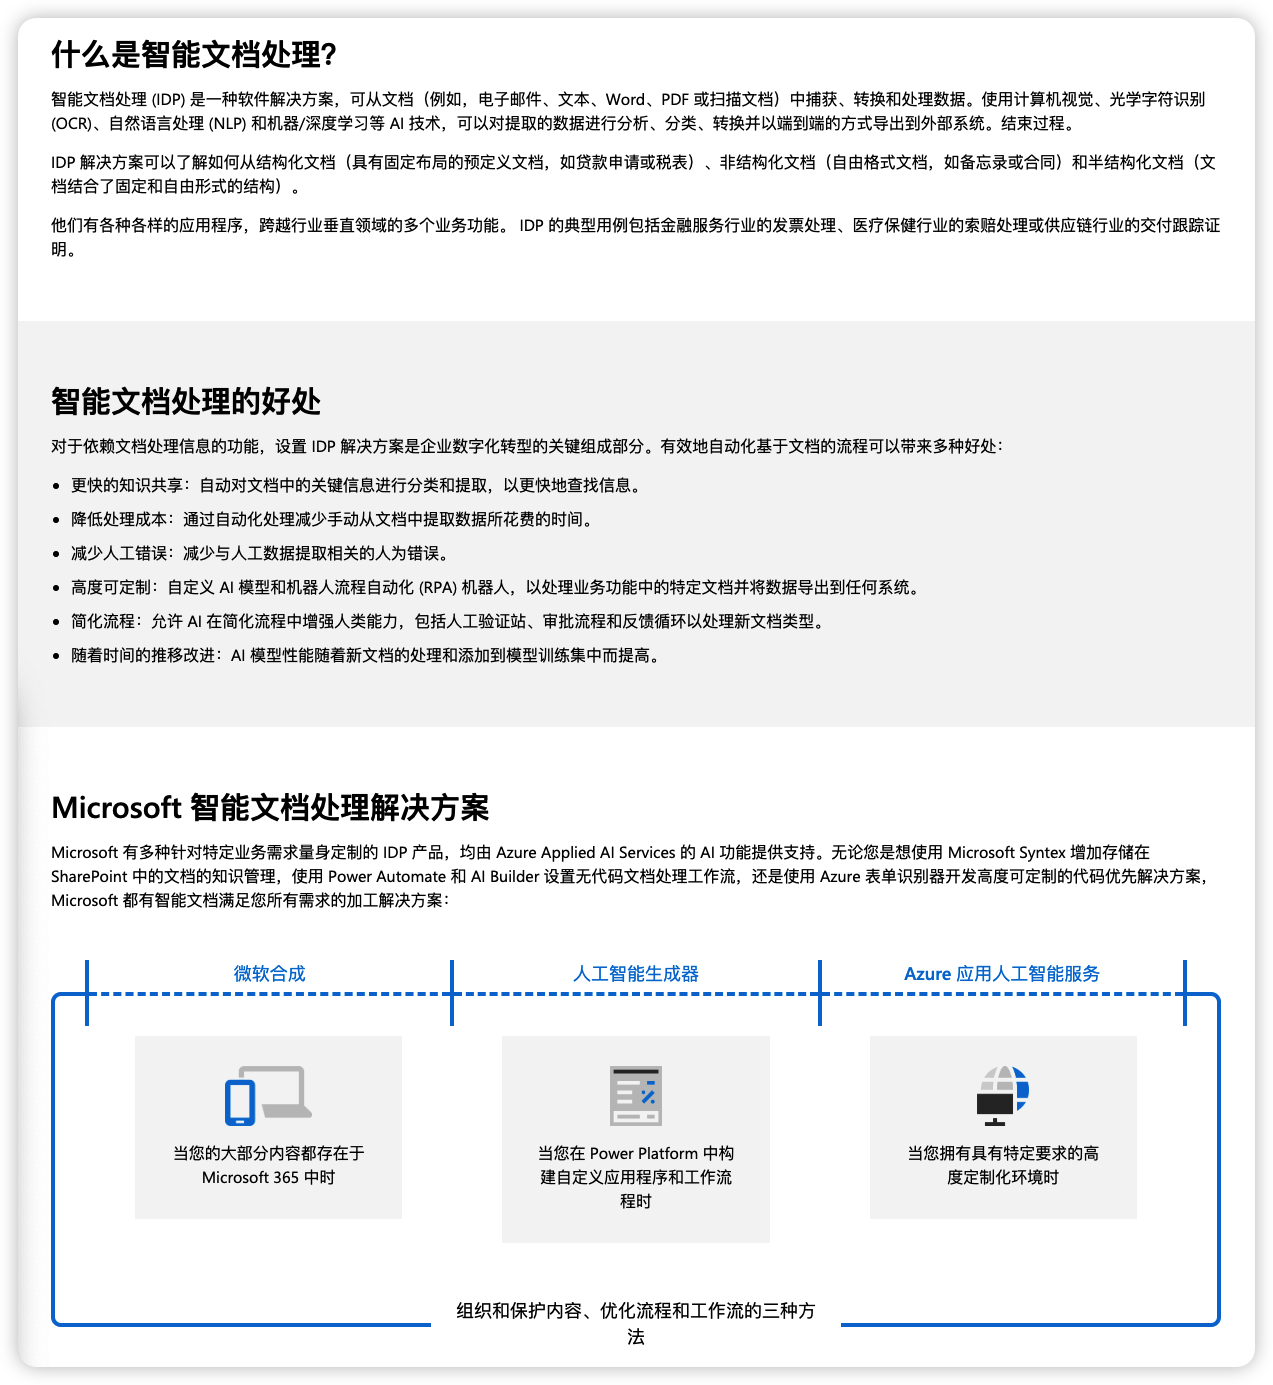 什么是智能文档处理?
智能文档处理 (IDP) 是一种软件解决方案，可从文档（例如，电子邮件、文本、Word、PDF 或扫描文档）中捕获、转换和处理数据。使用计算机视觉、光学字符识别
(OCR)、自然语言处理 (NLP) 和机器/深度学习等 AI 技术，可以对提取的数据进行分析、分类、转换并以端到端的方式导出到外部系统。结束过程。
IDP 解决方案可以了解如何从结构化文档（具有固定布局的预定义文档，如贷款申请或税表）、非结构化文档（自由格式文档，如备忘录或合同）和半结构化文档（文
档结合了固定和自由形式的结构）。
他们有各种各样的应用程序，跨越行业垂直领域的多个业务功能。 IDP 的典型用例包括金融服务行业的发票处理、医疗保健行业的索赔处理或供应链行业的交付跟踪证
明。
智能文档处理的好处
对于依赖文档处理信息的功能，设置 IDP 解决方案是企业数字化转型的关键组成部分。有效地自动化基于文档的流程可以带来多种好处：
• 更快的知识共享：自动对文档中的关键信息进行分类和提取，以更快地查找信息。
• 降低处理成本：通过自动化处理减少手动从文档中提取数据所花费的时间。
• 减少人工错误：减少与人工数据提取相关的人为错误。
• 高度可定制：自定义 AI 模型和机器人流程自动化 (RPA) 机器人，以处理业务功能中的特定文档并将数据导出到任何系统。
• 简化流程：允许 AI 在简化流程中增强人类能力，包括人工验证站、审批流程和反馈循环以处理新文档类型。
• 随着时间的推移改进：AI 模型性能随着新文档的处理和添加到模型训练集中而提高。
Microsoft 智能文档处理解决方案
Microsoft 有多种针对特定业务需求量身定制的 IDP 产品，均由 Azure Applied AI Services 的 AI 功能提供支持。无论您是想使用 Microsoft Syntex 增加存储在
SharePoint 中的文档的知识管理，使用 Power Automate 和 AI Builder 设置无代码文档处理工作流，还是使用 Azure 表单识别器开发高度可定制的代码优先解决方案，
Microsoft 都有智能文档满足您所有需求的加工解决方案：
微软合成
人工智能生成器
Azure 应用人工智能服务
当您的大部分内容都存在于
Microsoft 365 中时
当您在 Power Platform 中构
建自定义应用程序和工作流
程时
当您拥有具有特定要求的高
度定制化环境时
组织和保护内容、优化流程和工作流的三种方
法